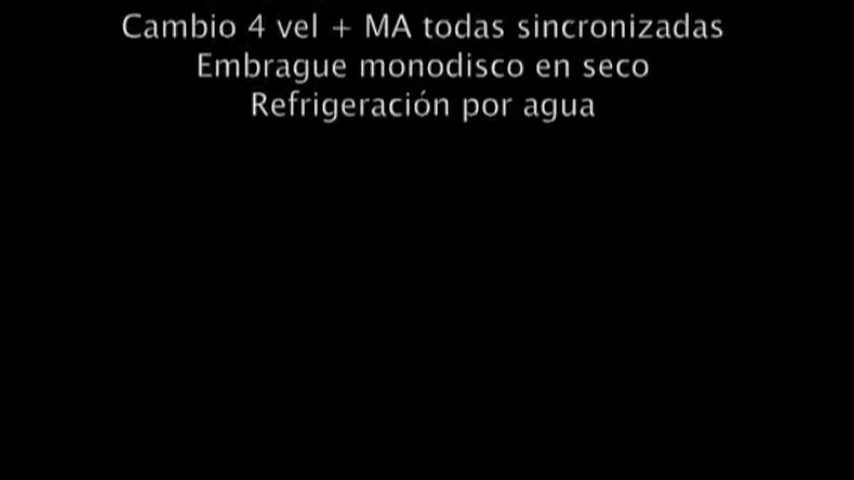 Cambio 4 vel + MA todas sincronizadas
Embrague monodisco en seco
Refrigeración por agua